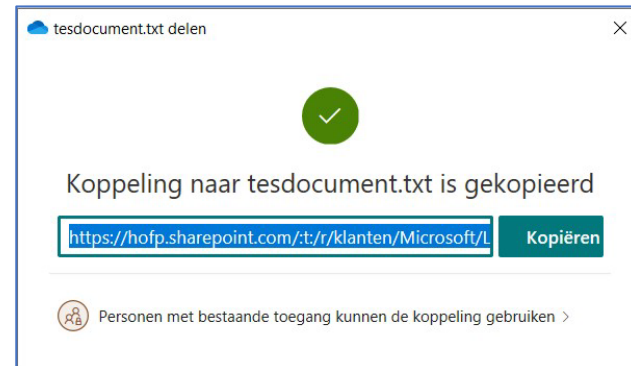 tesdocument.txt delen
Koppeling naar tesdocument.txt is gekopieerd
https://hofp.sharepoint.com/:t:/r/klanten/Microsoft/L Kopiëren
Personen met bestaande toegang kunnen de koppeling gebruiken >